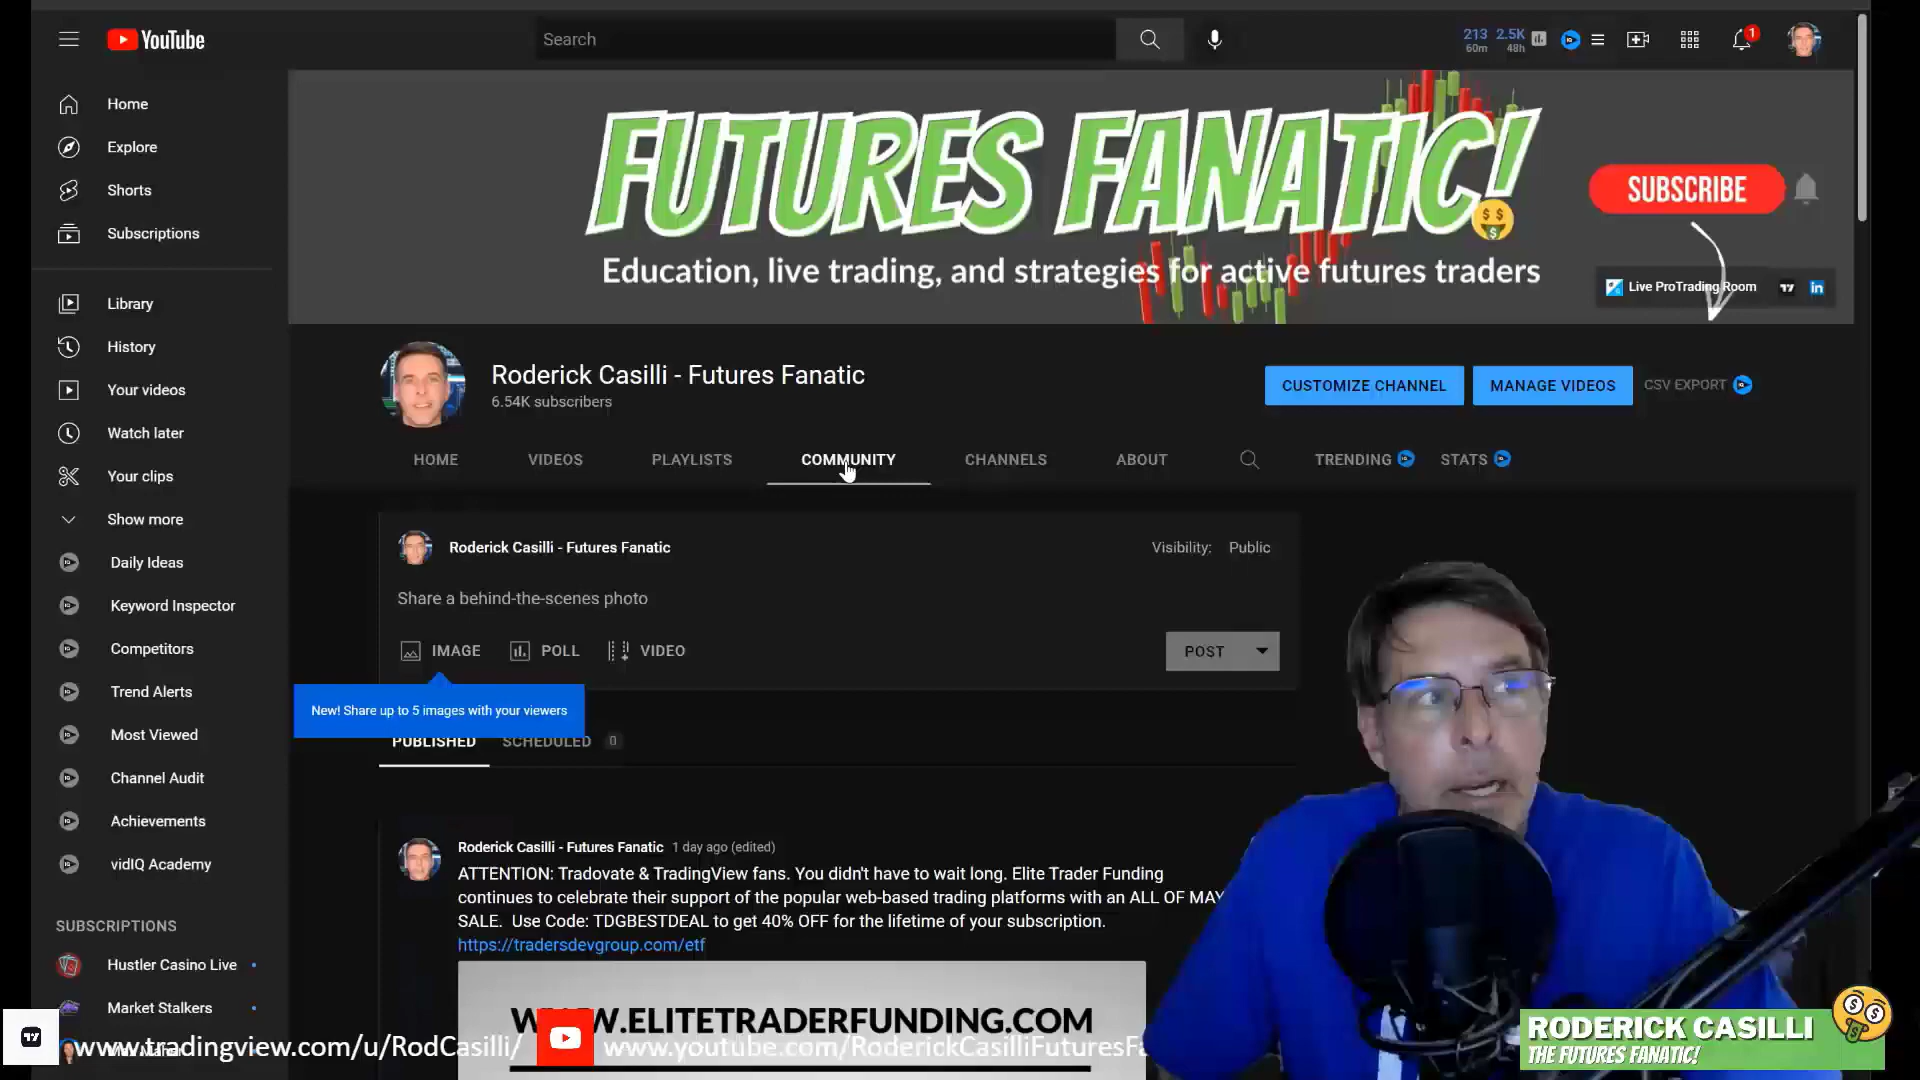 YouTube
Search
213
60m
2.5K
48h
1
Home
Explore
Shorts
Subscriptions
Library
History
Your videos
Watch later
Your clips
Show more
Daily Ideas
Keyword Inspector
Competitors
Trend Alerts
Most Viewed
Channel Audit
Achievements
vidIQ Academy
SUBSCRIPTIONS
Hustler Casino Live
Market Stalkers
FUTURES FANATIC!
Education, live trading, and strategies for active futures traders
SUBSCRIBE
Live ProTrading Room
Roderick Casilli - Futures Fanatic
6.54K subscribers
CUSTOMIZE CHANNEL
MANAGE VIDEOS
CSV EXPORT
HOME
VIDEOS
PLAYLISTS
COMMUNITY
CHANNELS
ABOUT
TRENDING
STATS
Roderick Casilli - Futures Fanatic
Visibility: Public
Share a behind-the-scenes photo
IMAGE
POLL
VIDEO
POST
New! Share up to 5 images with your viewers
PUBLISHED
SCHEDULED 0
Roderick Casilli - Futures Fanatic 1 day ago (edited)
ATTENTION: Tradovate & TradingView fans. You didn't have to wait long. Elite Trader Funding
continues to celebrate their support of the popular web-based trading platforms with an ALL OF MAY
SALE. Use Code: TDGBESTDEAL to get 40% OFF for the lifetime of your subscription.
https://tradersdevgroup.com/etf
.ELITETRADERFUNDING.COM
www.tradingview.com/u/RodCasilli/
www.youtube.com/RoderickCasilliFuturesFa
RODERICK CASILLI
THE FUTURES FANATIC!